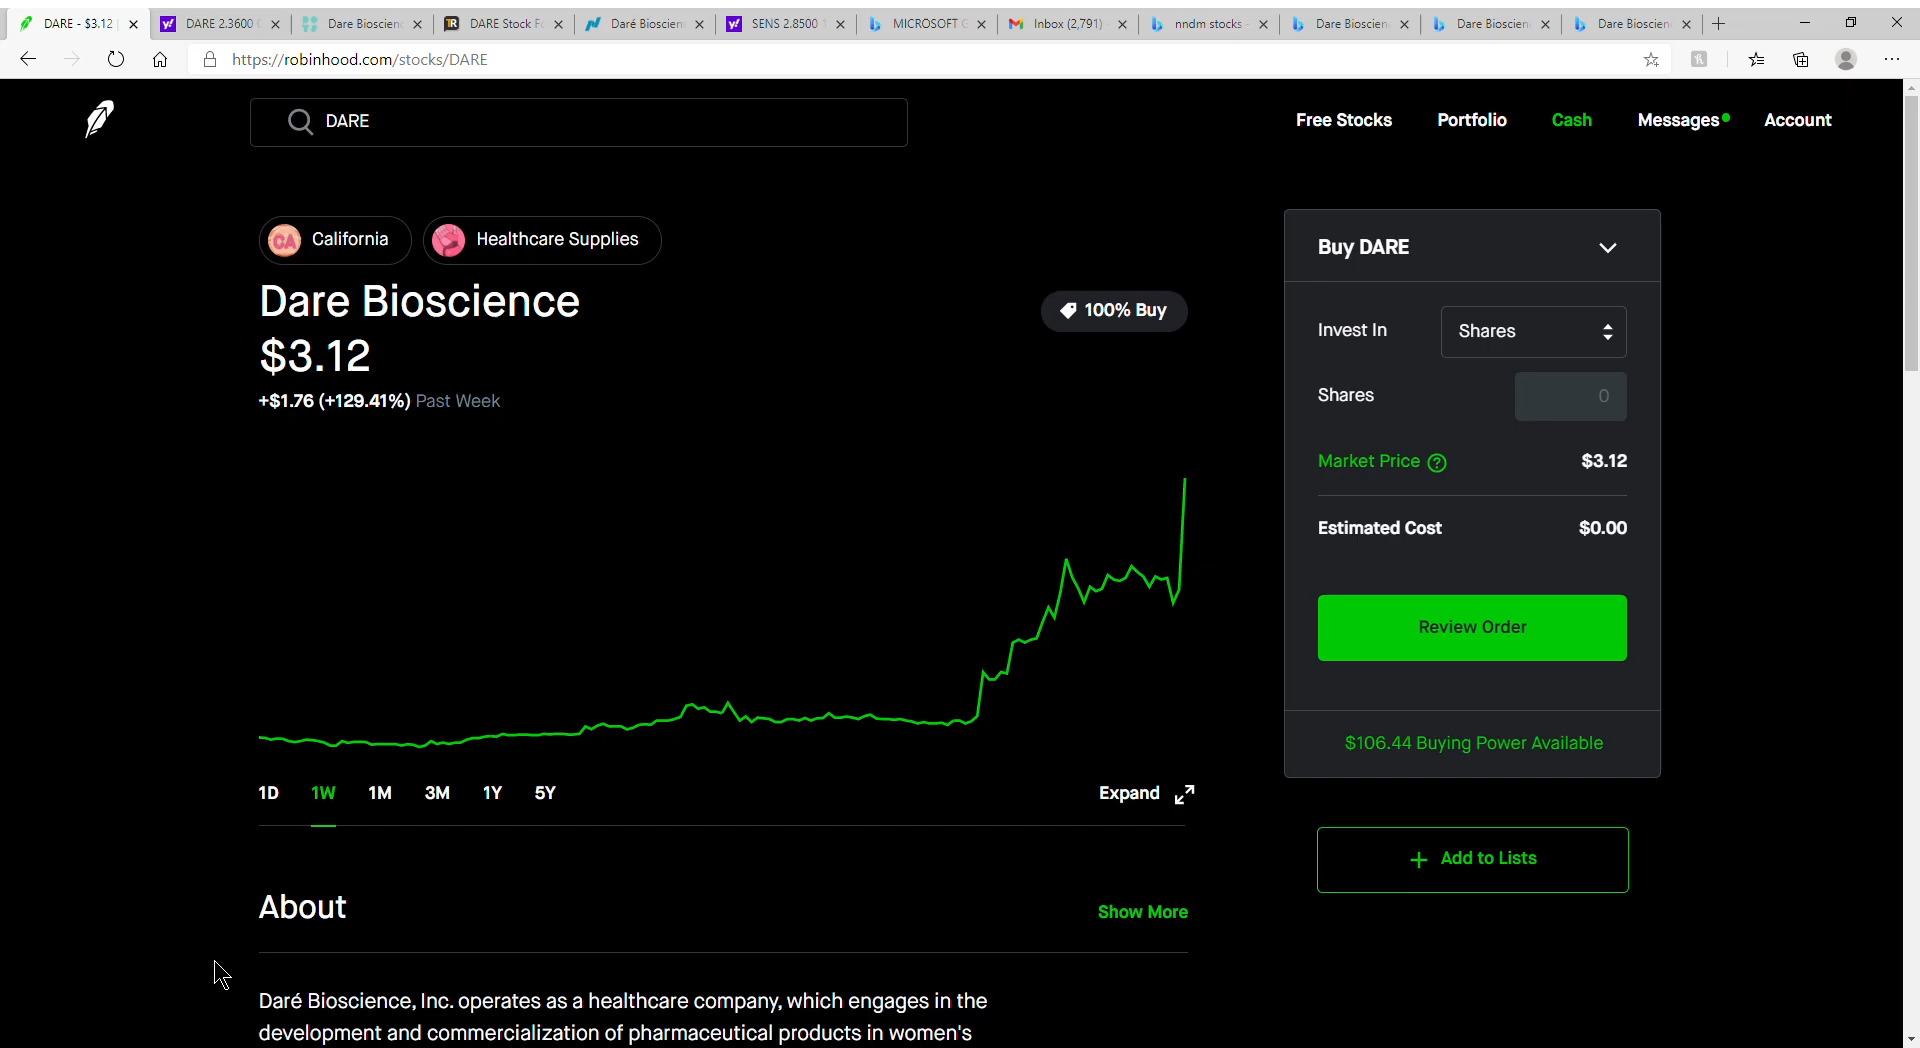 DARE - $3.12
DARE 2.3600
Dare Bioscien
DARE Stock Fo
Daré Bioscien
SENS 2.8500
MICROSOFT
Inbox (2,791)
nndm stocks
Dare Bioscien
Dare Bioscien
Dare Bioscien
https://robinhood.com/stocks/DARE
DARE
Free Stocks
Portfolio
Cash
Messages
Account
CA California
Healthcare Supplies
Dare Bioscience
$3.12
+$1.76 (+129.41%) Past Week
100% Buy
Buy DARE
Invest In
Shares
Shares
0
Market Price ?
$3.12
Estimated Cost
$0.00
Review Order
$106.44 Buying Power Available
1D 1W 1M 3M 1Y 5Y
Expand
+ Add to Lists
About
Show More
Daré Bioscience, Inc. operates as a healthcare company, which engages in the
development and commercialization of pharmaceutical products in women's